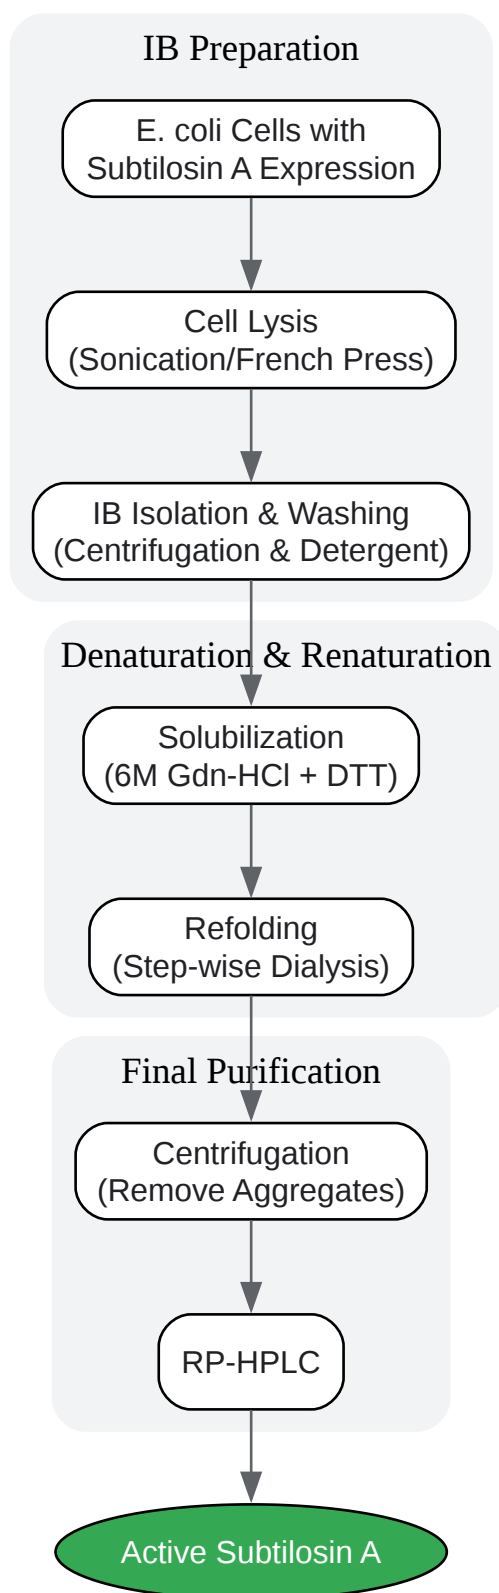 IB Preparation
E. coli Cells with
Subtilosin A Expression
Cell Lysis
(Sonication/French Press)
IB Isolation & Washing
(Centrifugation & Detergent)
Denaturation & Renaturation
Solubilization
(6M Gdn-HCl + DTT)
Refolding
(Step-wise Dialysis)
Final Purification
Centrifugation
(Remove Aggregates)
RP-HPLC
Active Subtilosin A